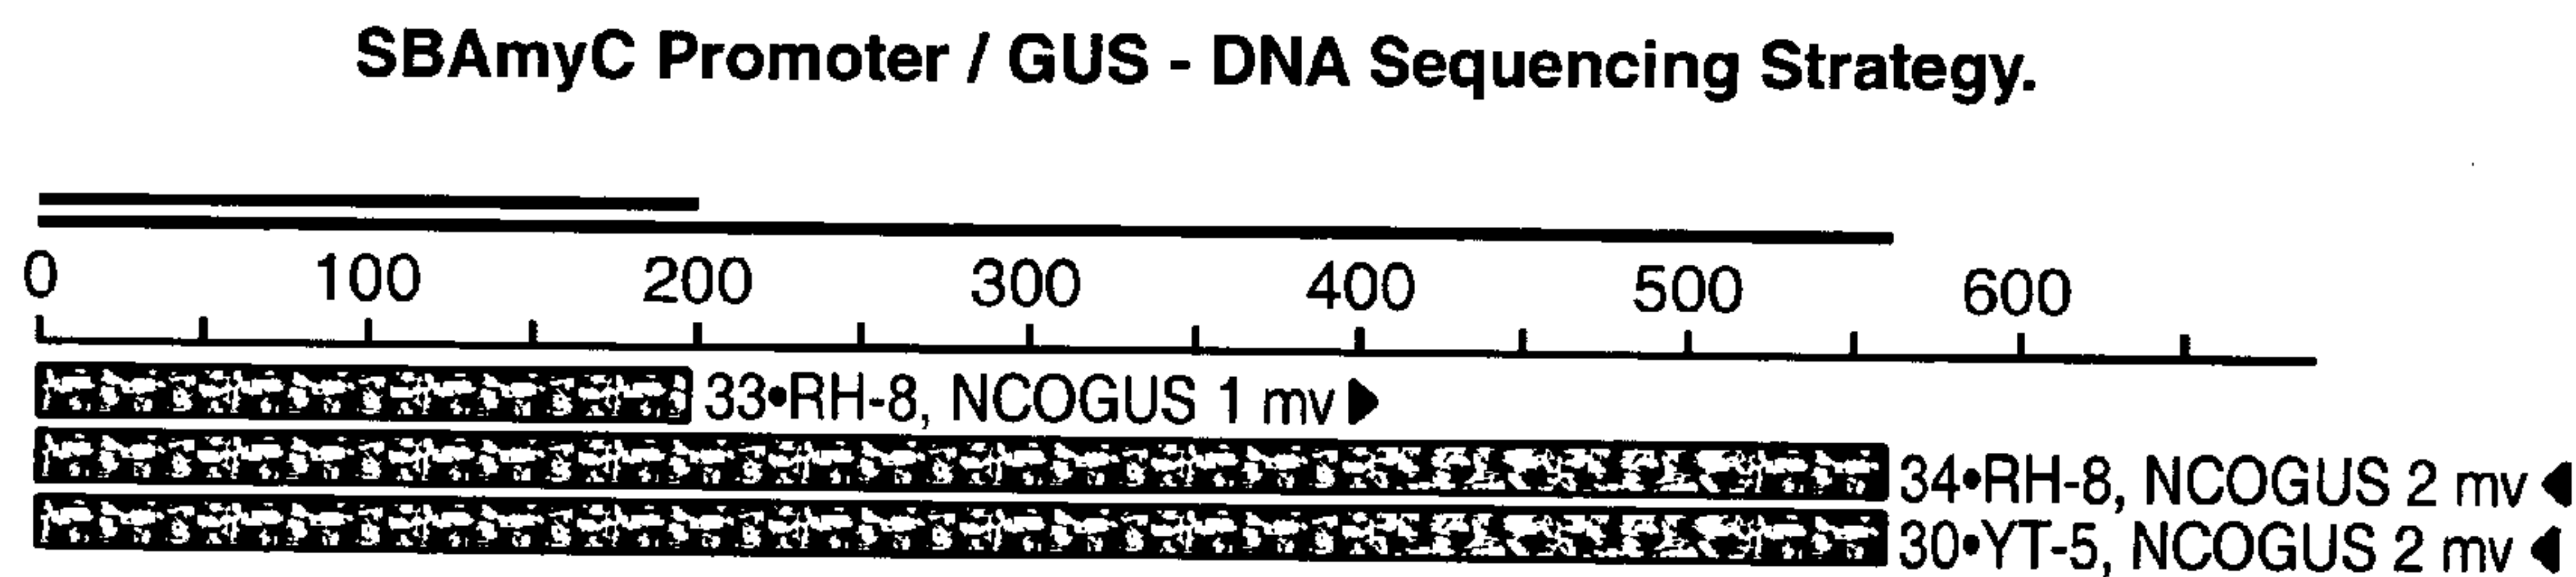 SBAmyC Promoter / GUS - DNA Sequencing Strategy.
0 100 200 300 400 500 600
33•RH-8, NCOGUS 1 mv ▶
34•RH-8, NCOGUS 2 mv ◀
30•YT-5, NCOGUS 2 mv ◀